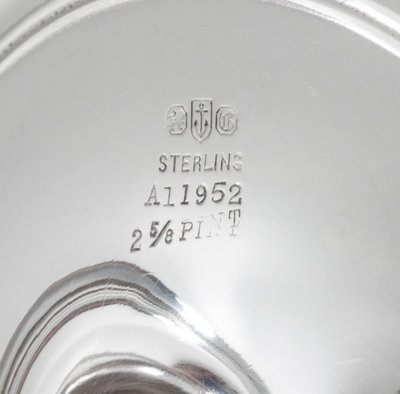 G
STERLING
A11952
2 5/8 PINT